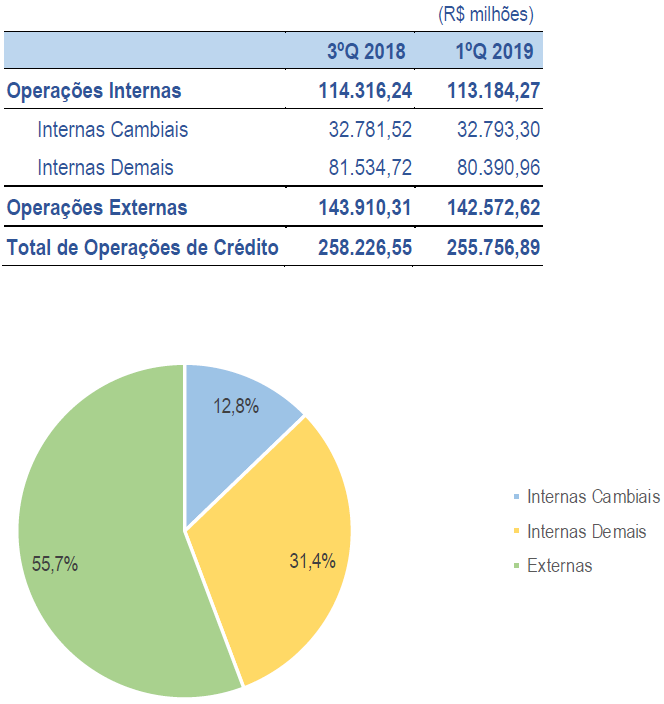 (R$ milhões)
3ºQ 2018 1ºQ 2019
Operações Internas 114.316,24 113.184,27
Internas Cambiais 32.781,52 32.793,30
Internas Demais 81.534,72 80.390,96
Operações Externas 143.910,31 142.572,62
Total de Operações de Crédito 258.226,55 255.756,89
12,8%
31,4%
55,7%
Internas Cambiais
Internas Demais
Externas